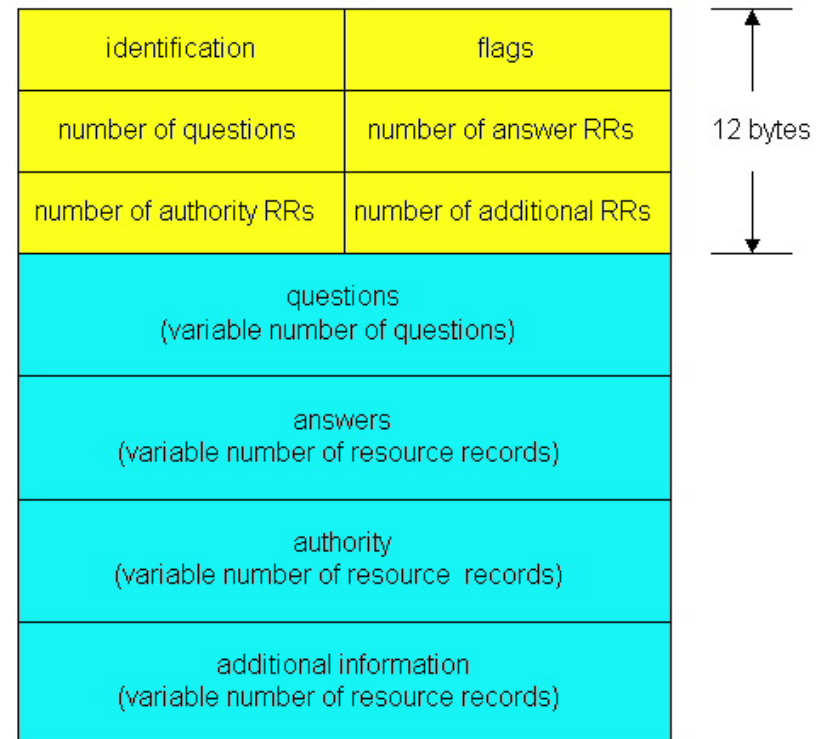 identification
flags
number of questions
number of answer RRs
12 bytes
number of authority RRs
number of additional RRs
questions
(variable number of questions)
answers
(variable number of resource records)
authority
(variable number of resource records)
additional information
(variable number of resource records)